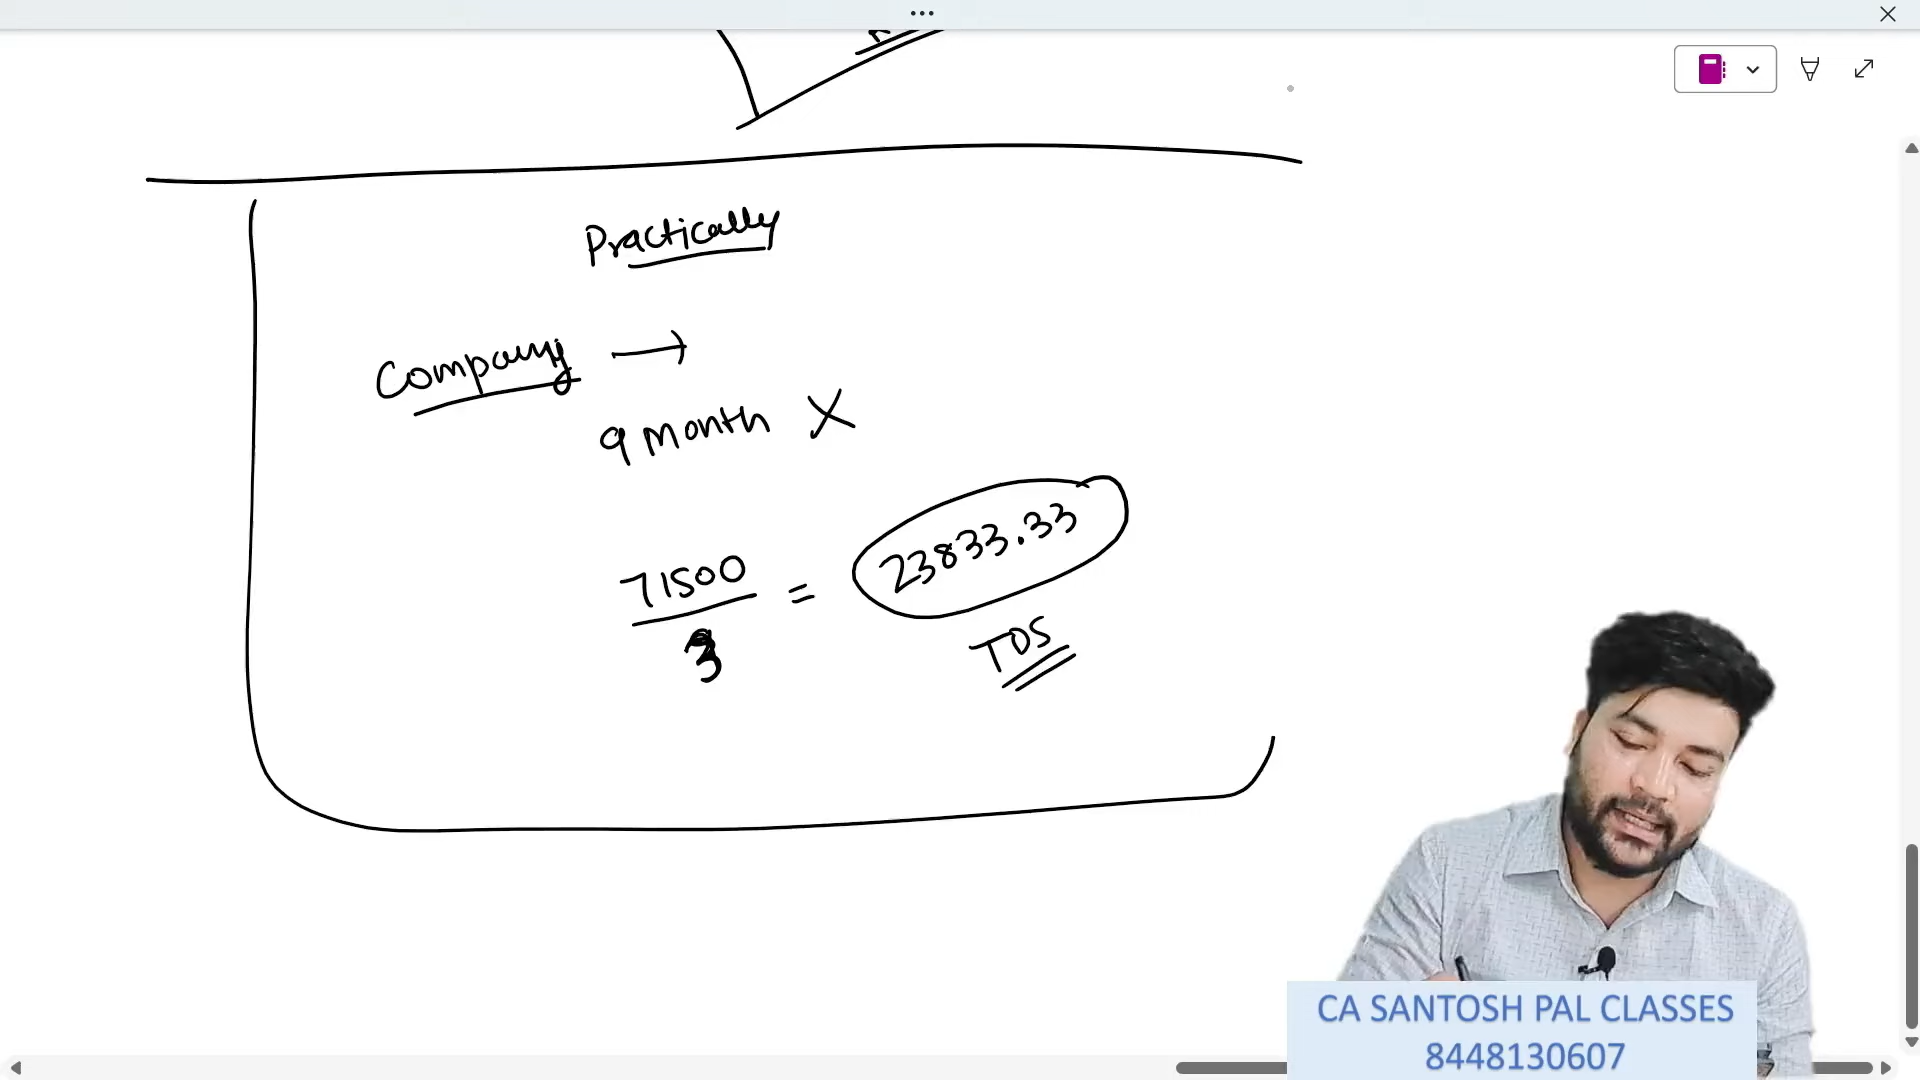 Practically
Company →
9 month X
71500
3
= 23833.33
TDS
CA SANTOSH PAL CLASSES
8448130607